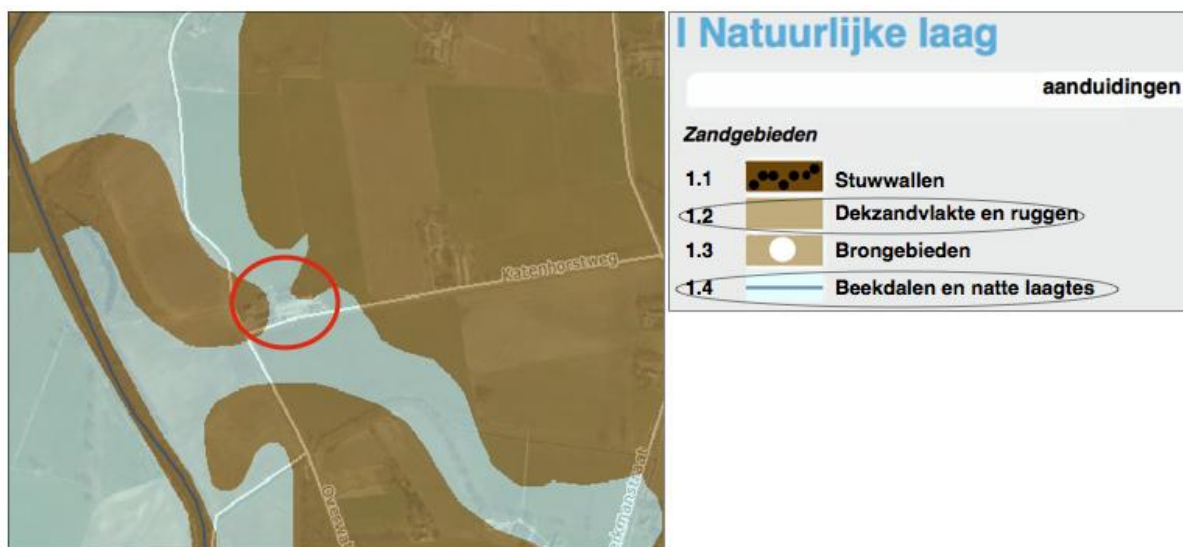 Katenhorstweg
I Natuurlijke laag
aanduidingen
Zandgebieden
1.1 Stuwwallen
1.2 Dekzandvlakte en ruggen
1.3 Brongebieden
1.4 Beekdalen en natte laagtes